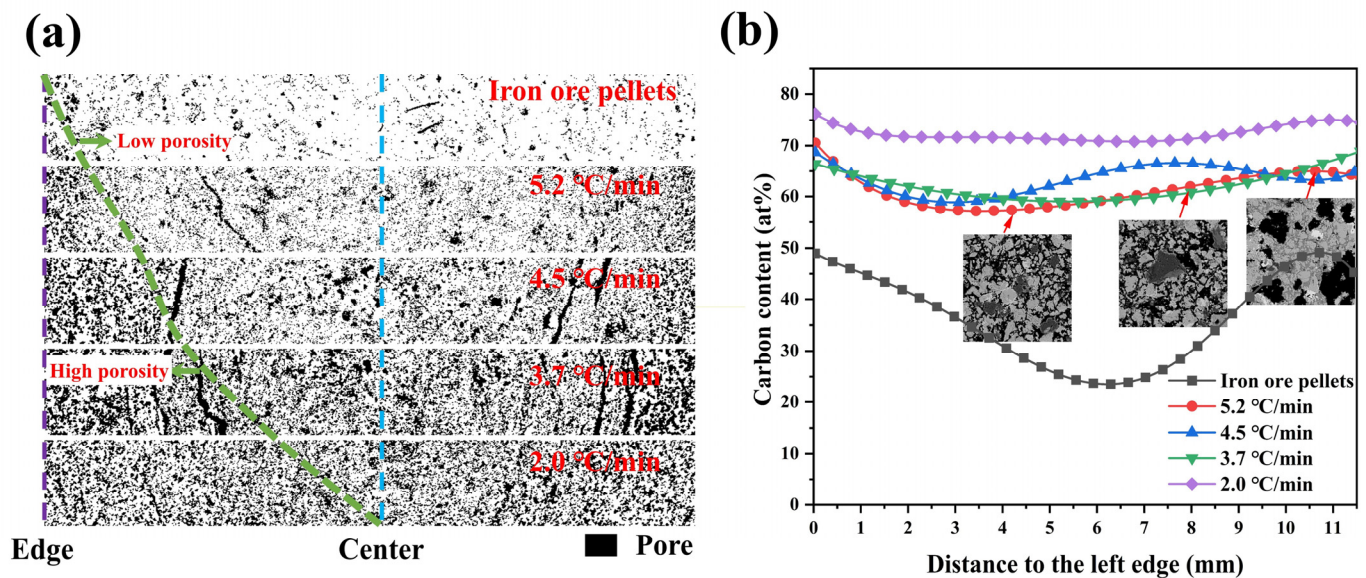 (a)
Iron ore pellets
Low porosity
5.2 °C/min
4.5 °C/min
High porosity
3.7 °C/min
2.0 °C/min
Edge
Center
Pore
(b)
Carbon content (at%)
80
70
60
50
40
30
20
10
0
Iron ore pellets
5.2 °C/min
4.5 °C/min
3.7 °C/min
2.0 °C/min
0 1 2 3 4 5 6 7 8 9 10 11
Distance to the left edge (mm)